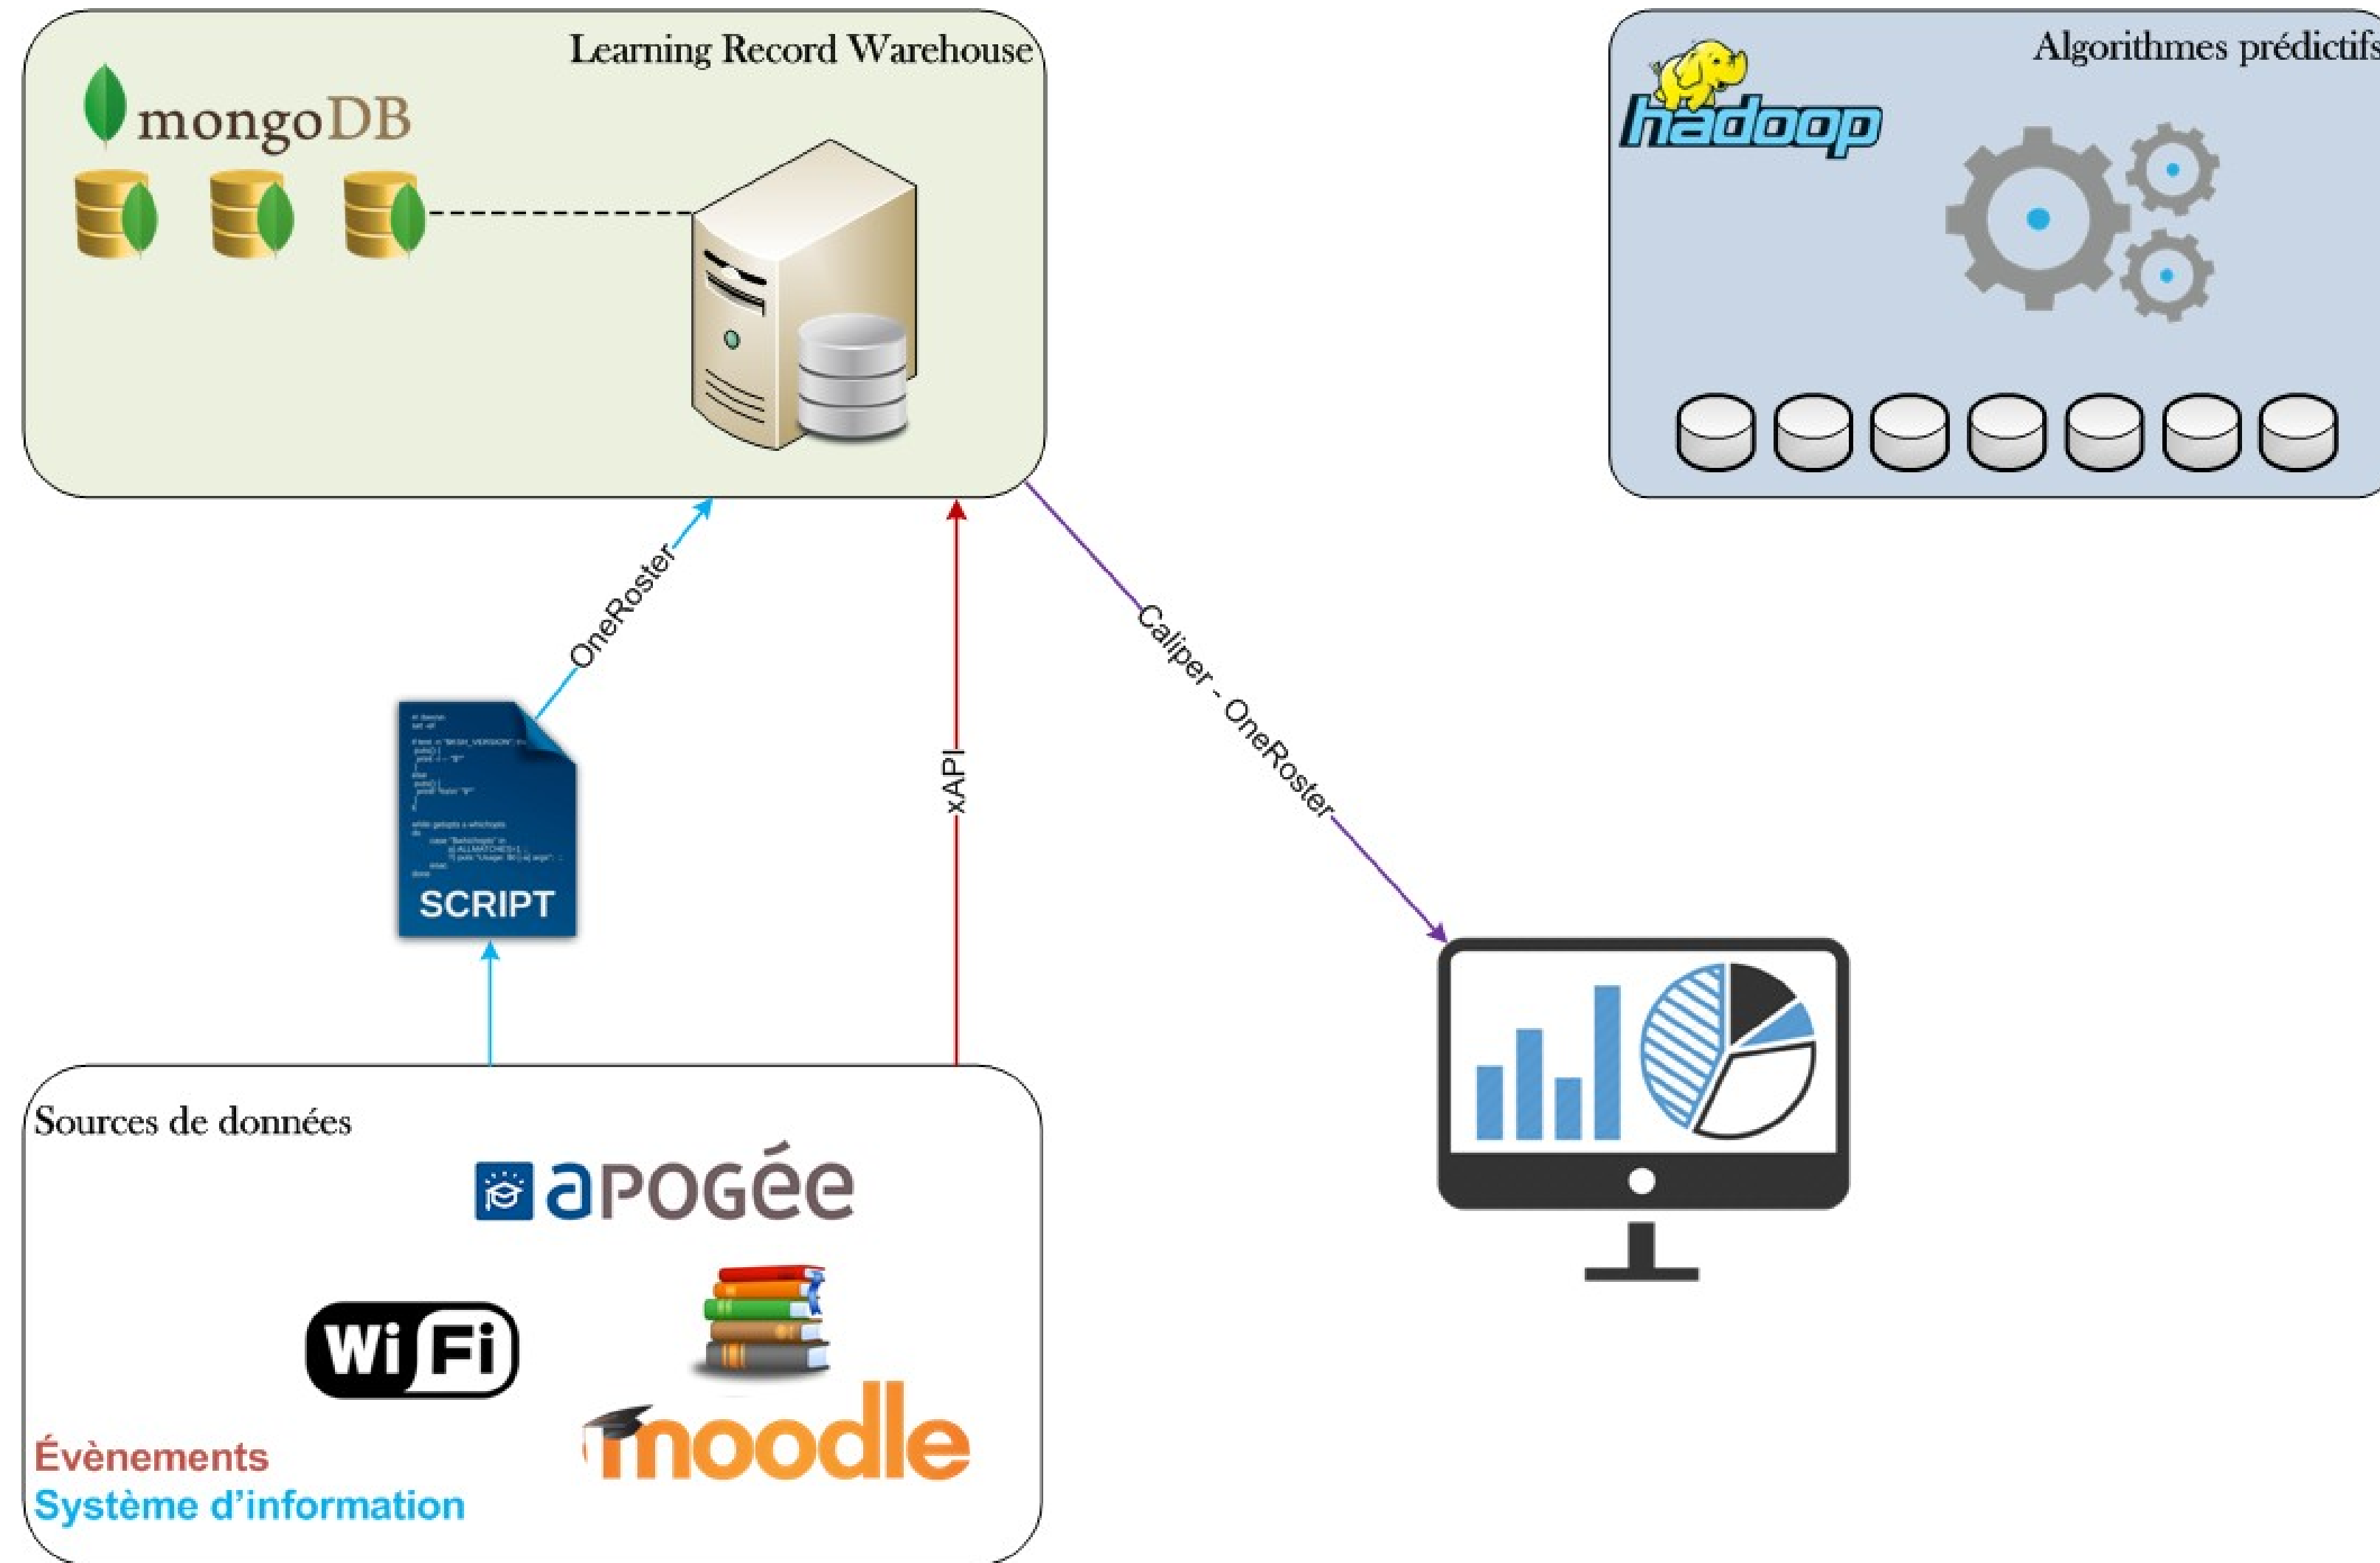 Learning Record Warehouse
mongoDB
Algorithmes prédictifs
hadoop
OneRoster
xAPI
Caliper - OneRoster
SCRIPT
Sources de données
apogée
WiFi
moodle
Évènements
Système d'information